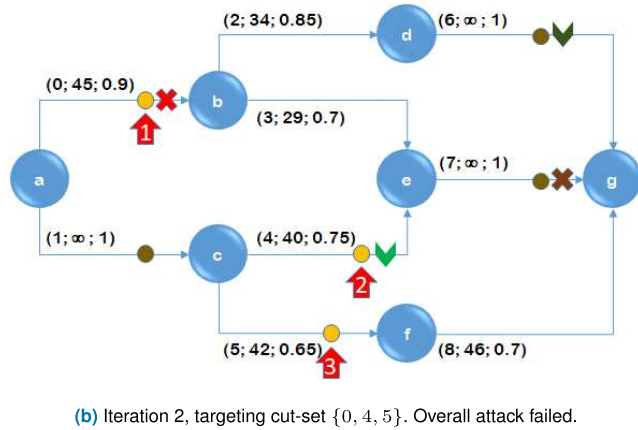 (2; 34; 0.85)
d
(6; ∞; 1)
(0; 45; 0.9)
b
1
(3; 29; 0.7)
a
e
(7; ∞; 1)
g
(1; ∞; 1)
c
(4; 40; 0.75)
2
(5; 42; 0.65)
3
f
(8; 46; 0.7)
(b) Iteration 2, targeting cut-set {0, 4, 5}. Overall attack failed.